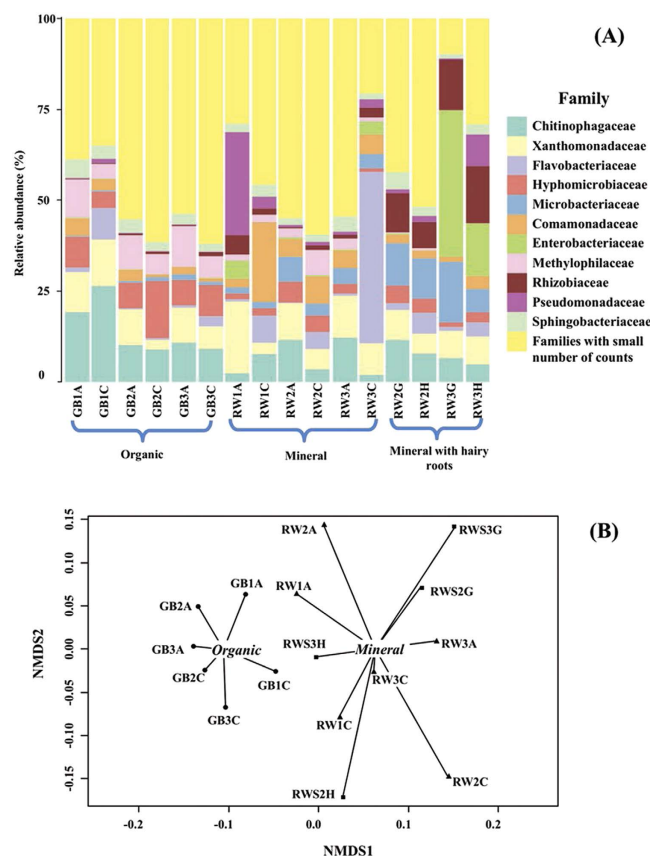 (A)
100
75
50
25
0
Relative abundance (%)
GB1A GB1C GB2A GB2C GB3A GB3C RW1A RW1C RW2A RW2C RW3A RW3C RW2G RW2H RW3G RW3H
Organic
Mineral
Mineral with hairy
roots
Family
Chitinophagaceae
Xanthomonadaceae
Flavobacteriaceae
Hyphomicrobiaceae
Microbacteriaceae
Comamonadaceae
Enterobacteriaceae
Methylophilaceae
Rhizobiaceae
Pseudomonadaceae
Sphingobacteriaceae
Families with small
number of counts
(B)
0.15
0.10
0.05
0.00
-0.05
-0.10
-0.15
NMDS2
RW2A
RWS3G
GB1A
RW1A
RWS2G
GB2A
GB3A
Organic
RWS3H
Mineral
RW3A
GB2C
GB1C
RW3C
GB3C
RW1C
RW2C
RWS2H
-0.2 -0.1 0.0 0.1 0.2
NMDS1